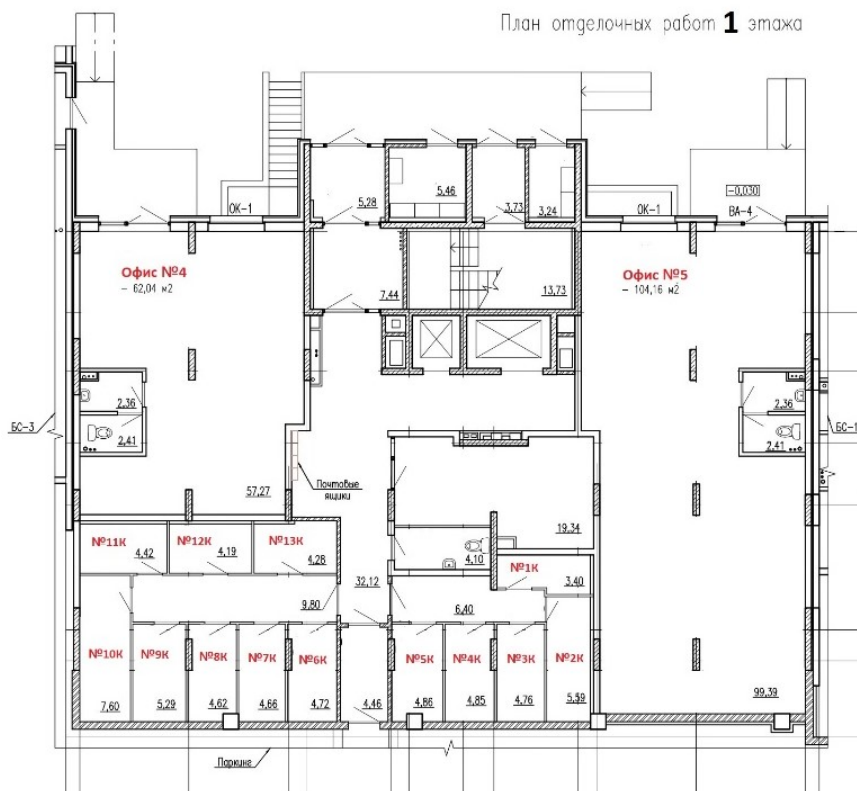 План отделочных работ 1 этажа
5,28
5,46
3,73
3,24
-0,030
ОК-1
ОК-1
ВА-4
Офис №4
- 62,04 м2
7,44
13,73
Офис №5
- 104,16 м2
2,36
2,41
2,36
2,41
БС-3
БС-1
57,27
Почтовые
ящики
19,34
№11К
4,42
№12К
4,19
№13К
4,28
4,10
№1К
3,40
32,12
9,80
6,40
№10К
7,60
№9К
5,29
№8К
4,62
№7К
4,66
№6К
4,72
4,46
№5К
4,86
№4К
4,85
№3К
4,76
№2К
5,59
99,39
Паркинг